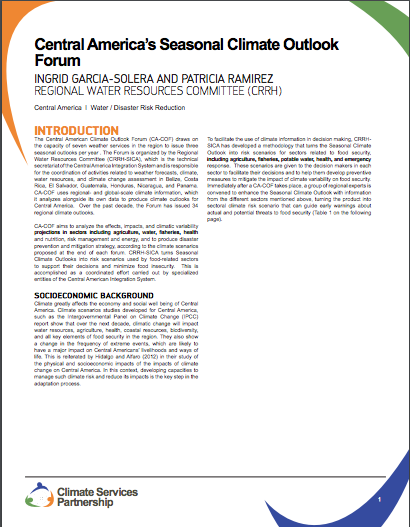 Central America's Seasonal Climate Outlook
Forum
INGRID GARCIA-SOLERA AND PATRICIA RAMIREZ
REGIONAL WATER RESOURCES COMMITTEE (CRRH)
Central America | Water / Disaster Risk Reduction
INTRODUCTION
The Central American Climate Outlook Forum (CA-COF) draws on
the capacity of seven weather services in the region to issue three
seasonal outlooks per year . The Forum is organized by the Regional
Water Resources Committee (CRRH-SICA), which is the technical
secretariat of the Central America Integration System and is responsible
for the coordination of activities related to weather forecasts, climate,
water resources, and climate change assessment in Belize, Costa
Rica, El Salvador, Guatemala, Honduras, Nicaragua, and Panama.
CA-COF uses regional- and global-scale climate information, which
it analyzes alongside its own data to produce climate outlooks for
Central America. Over the past decade, the Forum has issued 34
regional climate outlooks.
CA-COF aims to analyze the effects, impacts, and climatic variability
projections in sectors including agriculture, water, fisheries, health
and nutrition, risk management and energy, and to produce disaster
prevention and mitigation strategy, according to the climate scenarios
proposed at the end of each forum. CRRH-SICA turns Seasonal
Climate Outlooks into risk scenarios used by food-related sectors
to support their decisions and minimize food insecurity. This is
accomplished as a coordinated effort carried out by specialized
entities of the Central American Integration System.
SOCIOECONOMIC BACKGROUND
Climate greatly affects the economy and social well being of Central
America. Climate scenarios studies developed for Central America,
such as the Intergovernmental Panel on Climate Change (IPCC)
report show that over the next decade, climatic change will impact
water resources, agriculture, health, coastal resources, biodiversity,
and all key elements of food security in the region. They also show
a change in the frequency of extreme events, which are likely to
have a major impact on Central Americans' livelihoods and ways of
life. This is reiterated by Hidalgo and Alfaro (2012) in their study of
the physical and socioeconomic impacts of the impacts of climate
change on Central America. In this context, developing capacities to
manage such climate risk and reduce its impacts is the key step in the
adaptation process.
To facilitate the use of climate information in decision making, CRRH-
SICA has developed a methodology that turns the Seasonal Climate
Outlook into risk scenarios for sectors related to food security,
including agriculture, fisheries, potable water, health, and emergency
response. These scenarios are given to the decision makers in each
sector to facilitate their decisions and to help them develop preventive
measures to mitigate the impact of climate variability on food security.
Immediately after a CA-COF takes place, a group of regional experts is
convened to enhance the Seasonal Climate Outlook with information
from the different sectors mentioned above, turning the product into
sectoral climate risk scenario that can guide early warnings about
actual and potential threats to food security (Table 1 on the following
page).
Climate Services
Partnership
1